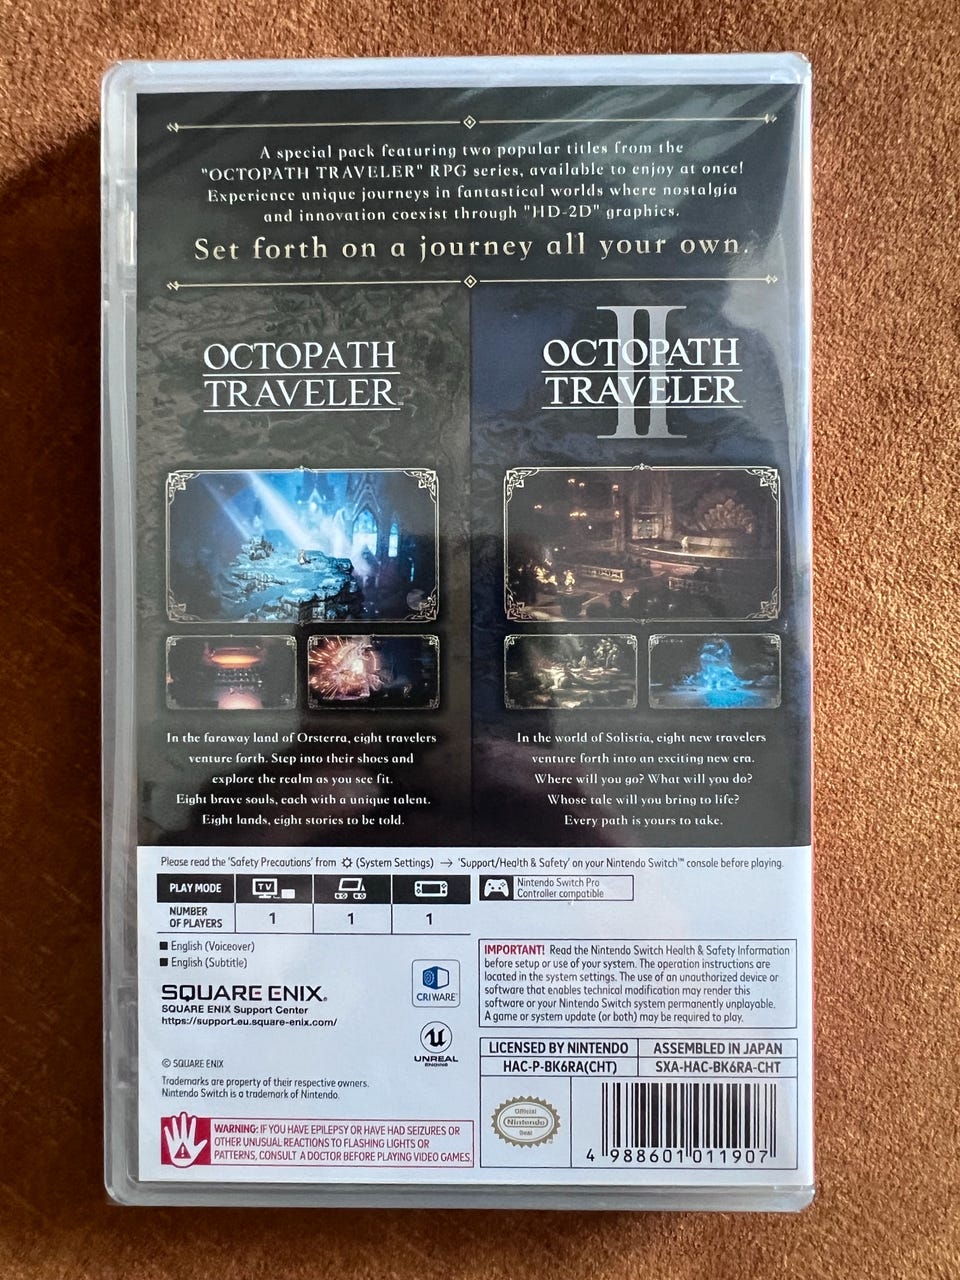 A special pack featuring two popular titles from the
"OCTOPATH TRAVELER" RPG series, available to enjoy at once!
Experience unique journeys in fantastical worlds where nostalgia
and innovation coexist through "HD-2D" graphics.
Set forth on a journey all your own.
OCTOPATH
TRAVELER
II
OCTOPATH
TRAVELER
In the faraway land of Orsterra, eight travelers
venture forth. Step into their shoes and
explore the realm as you see fit.
Eight brave souls, each with a unique talent.
Eight lands, eight stories to be told.
In the world of Solistia, eight new travelers
venture forth into an exciting new era.
Where will you go? What will you do?
Whose tale will you bring to life?
Every path is yours to take.
Please read the 'Safety Precautions' from (System Settings) → 'Support/Health & Safety' on your Nintendo Switch™ console before playing.
PLAY MODE TV
NUMBER
OF PLAYERS
1 1 1
Nintendo Switch Pro
Controller compatible
■ English (Voiceover)
■ English (Subtitle)
SQUARE ENIX®
SQUARE ENIX Support Center
https://support.eu.square-enix.com/
CRIWARE
U
UNREAL
ENGINE
© SQUARE ENIX
Trademarks are property of their respective owners.
Nintendo Switch is a trademark of Nintendo.
WARNING: IF YOU HAVE EPILEPSY OR HAVE HAD SEIZURES OR
OTHER UNUSUAL REACTIONS TO FLASHING LIGHTS OR
PATTERNS, CONSULT A DOCTOR BEFORE PLAYING VIDEO GAMES.
IMPORTANT! Read the Nintendo Switch Health & Safety Information
before setup or use of your system. The operation instructions are
located in the system settings. The use of an unauthorized device or
software that enables technical modification may render this
software or your Nintendo Switch system permanently unplayable.
A game or system update (or both) may be required to play.
LICENSED BY NINTENDO
ASSEMBLED IN JAPAN
HAC-P-BK6RA(CHT)
SXA-HAC-BK6RA-CHT
Official
Nintendo
Seal
4 988601 011907